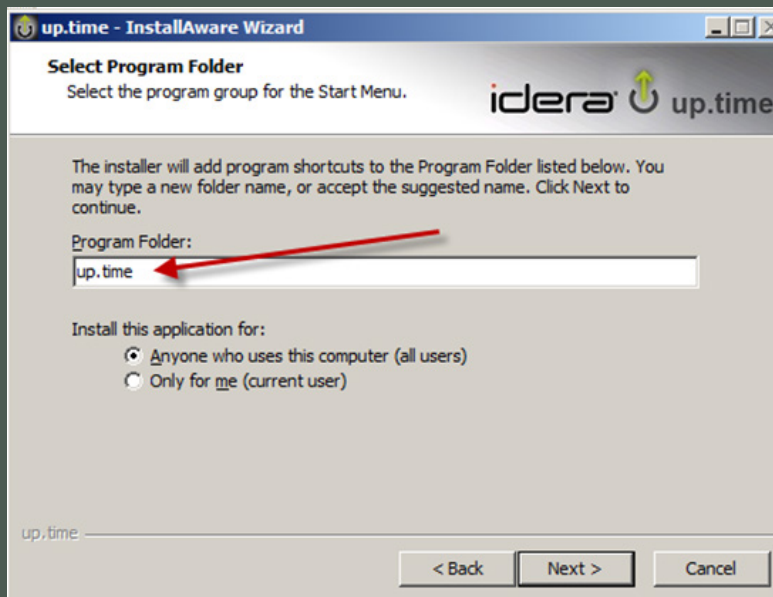 up.time - InstallAware Wizard
Select Program Folder
Select the program group for the Start Menu.
idera up.time
The installer will add program shortcuts to the Program Folder listed below. You
may type a new folder name, or accept the suggested name. Click Next to
continue.
Program Folder:
up.time
Install this application for:
Anyone who uses this computer (all users)
Only for me (current user)
up.time
< Back Next > Cancel